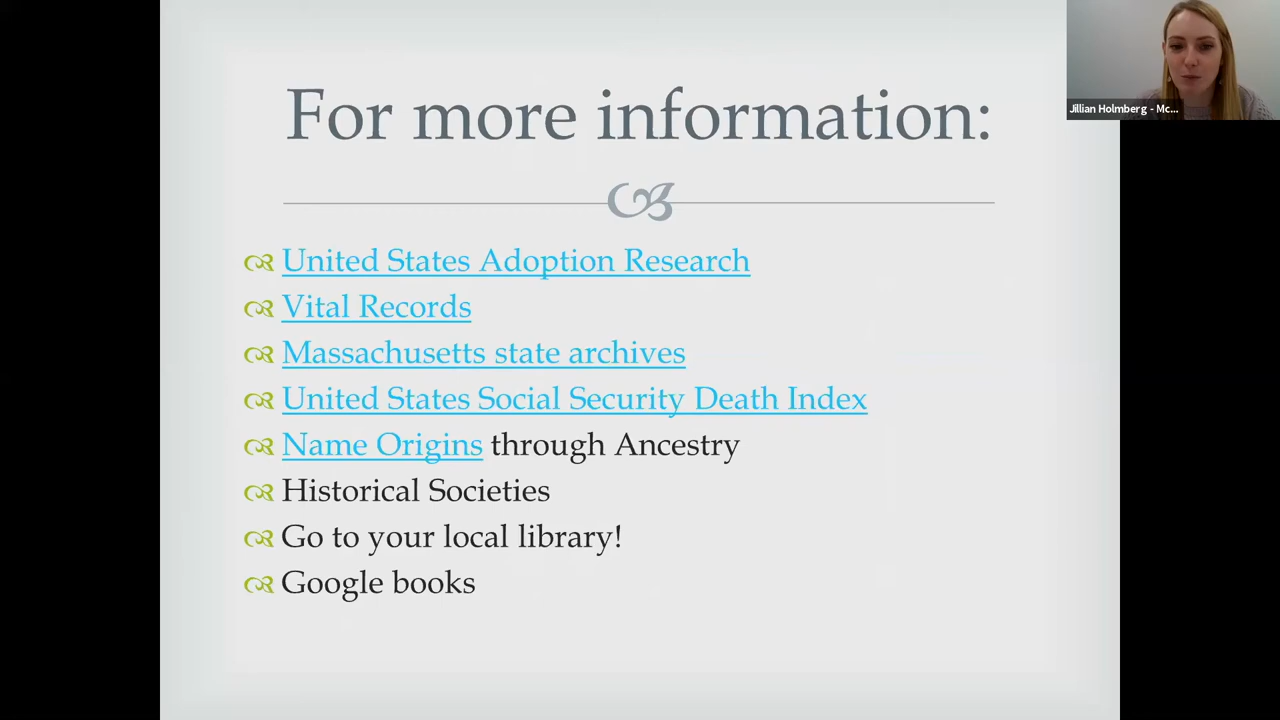 For more information:
United States Adoption Research
Vital Records
Massachusetts state archives
United States Social Security Death Index
Name Origins through Ancestry
Historical Societies
Go to your local library!
Google books
Jillian Holmberg - Mc...